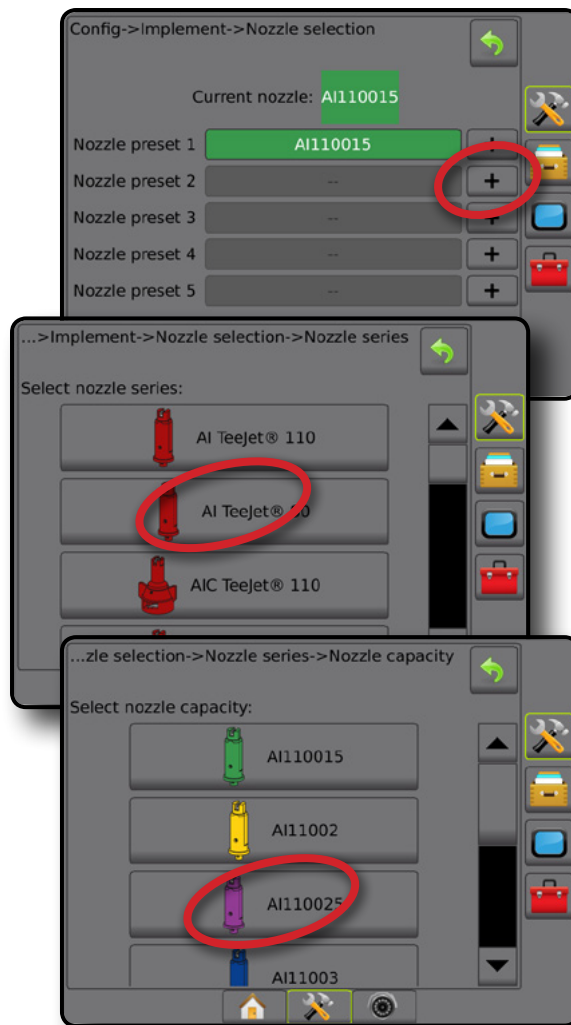 Config->Implement->Nozzle selection
Current nozzle: AI110015
Nozzle preset 1 AI110015 +
Nozzle preset 2 -- +
Nozzle preset 3 -- +
Nozzle preset 4 -- +
Nozzle preset 5 -- +
...>Implement->Nozzle selection->Nozzle series
Select nozzle series:
AI TeeJet® 110
AI TeeJet® 80
AIC TeeJet® 110
...zle selection->Nozzle series->Nozzle capacity
Select nozzle capacity:
AI110015
AI11002
AI110025
AI11003